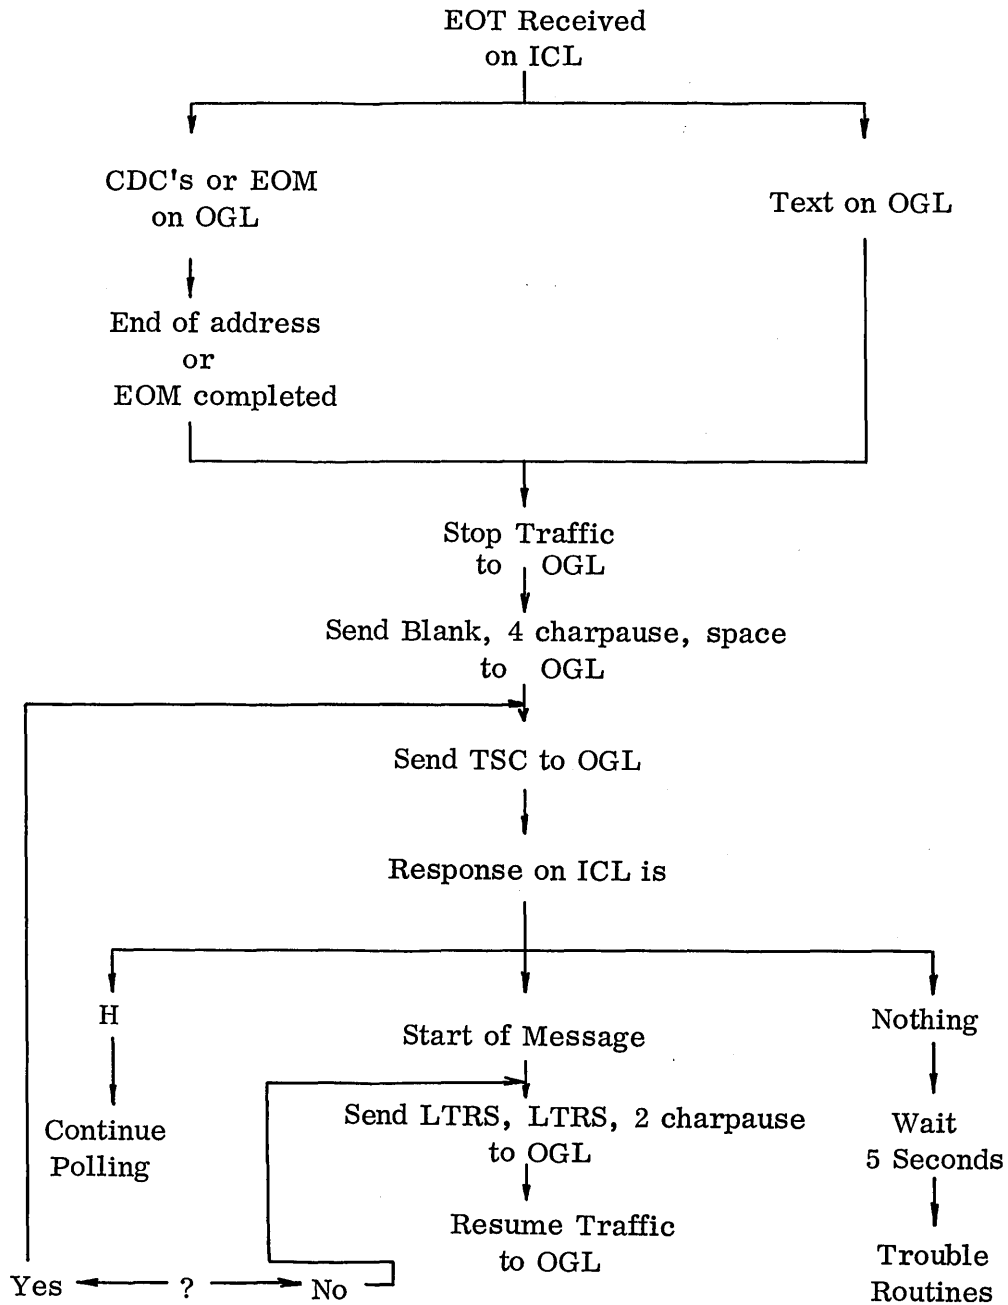 EOT Received
on ICL
CDC's or EOM
on OGL
Text on OGL
End of address
or
EOM completed
Stop Traffic
to OGL
Send Blank, 4 charpause, space
to OGL
Send TSC to OGL
Response on ICL is
H
Start of Message
Nothing
Continue
Polling
Send LTRS, LTRS, 2 charpause
to OGL
Wait
5 Seconds
Resume Traffic
to OGL
Trouble
Routines
Yes ? No